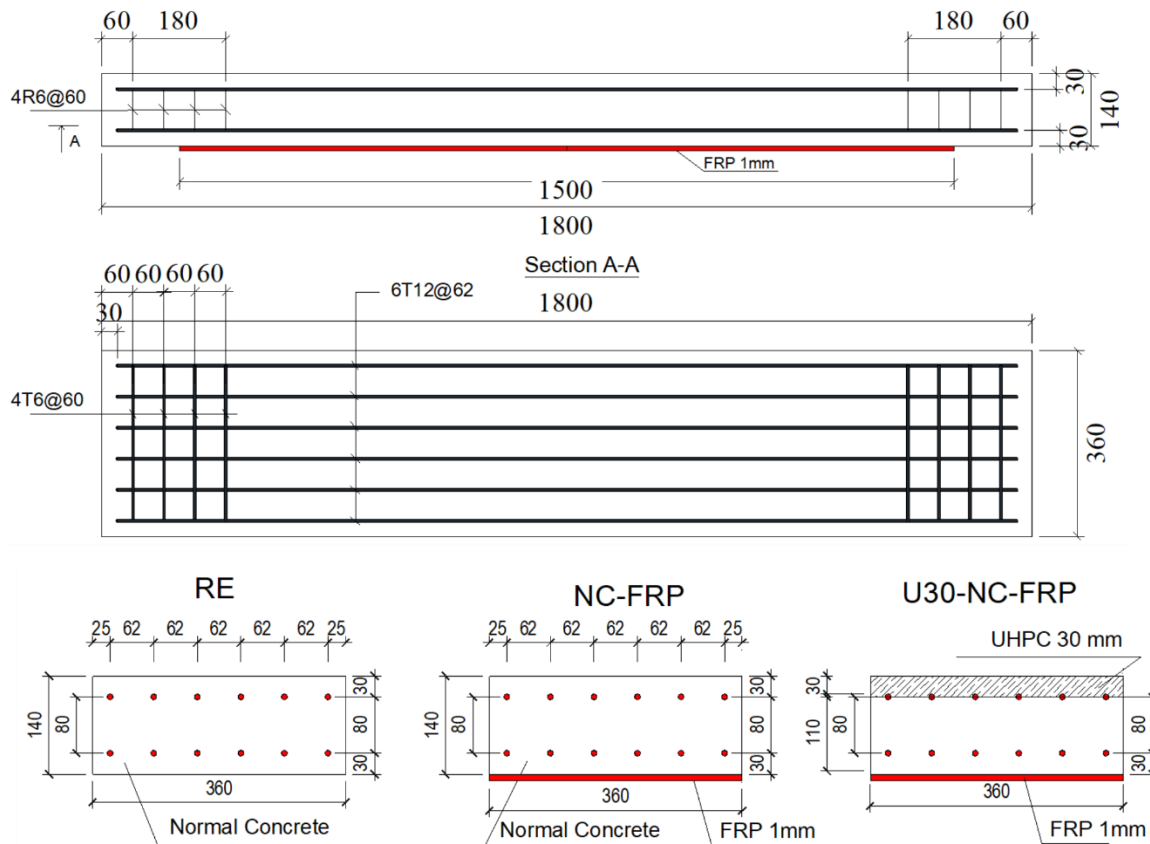 60 180 180 60
4R6@60
30
140
A
30
FRP 1mm
1500
1800
Section A-A
60 60 60 60
6T12@62
1800
30
4T6@60
360
RE
25 62 62 62 62 62 25
140
80
30
80
30
360
Normal Concrete
NC-FRP
25 62 62 62 62 62 25
140
80
30
80
30
360
Normal Concrete
FRP 1mm
U30-NC-FRP
UHPC 30 mm
30
110
80
80
30
360
FRP 1mm